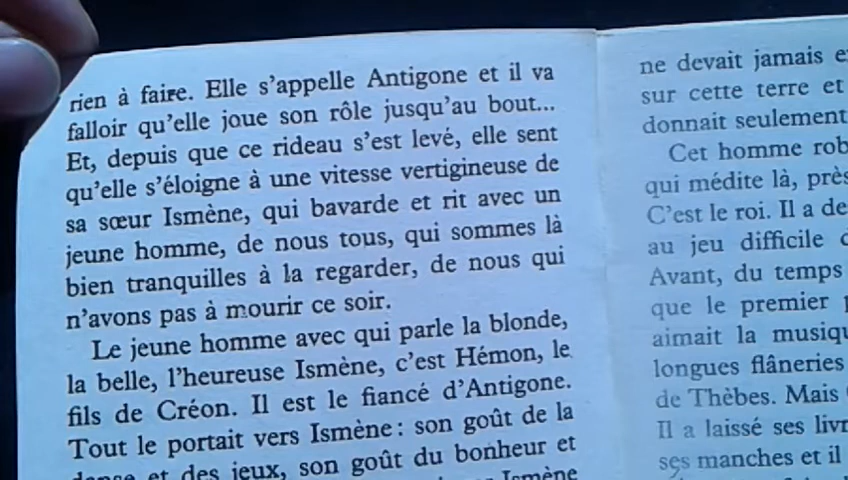 rien à faire. Elle s'appelle Antigone et il va
falloir qu'elle joue son rôle jusqu'au bout...
Et, depuis que ce rideau s'est levé, elle sent
qu'elle s'éloigne à une vitesse vertigineuse de
sa sœur Ismène, qui bavarde et rit avec un
jeune homme, de nous tous, qui sommes là
bien tranquilles à la regarder, de nous qui
n'avons pas à mourir ce soir.
Le jeune homme avec qui parle la blonde,
la belle, l'heureuse Ismène, c'est Hémon, le
fils de Créon. Il est le fiancé d'Antigone.
Tout le portait vers Ismène : son goût de la
et des jeux, son goût du bonheur et
Ismène
ne devait jamais
sur cette terre et
donnait seulement
Cet homme rob
qui médite là, près
C'est le roi. Il a de
au jeu difficile
Avant, du temps
que le premier
aimait la musiqu
longues flâneries
de Thèbes. Mais
Il a laissé ses livr
ses manches et il